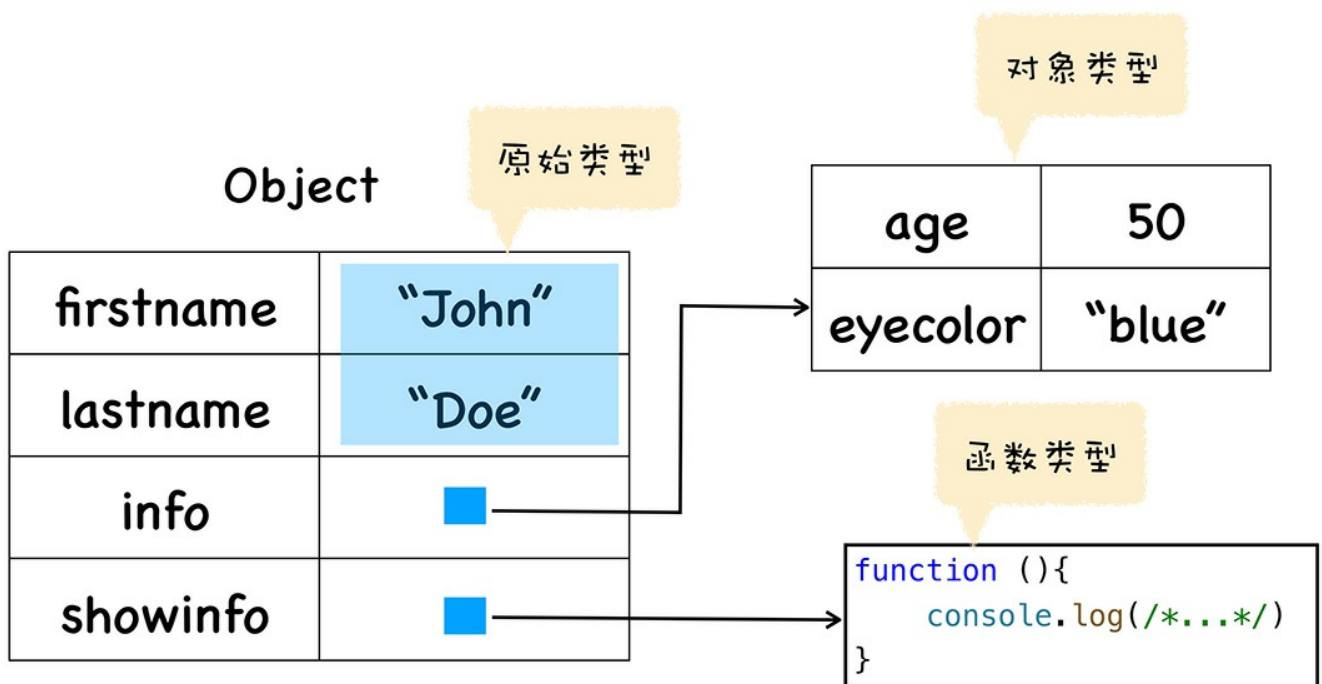 对象类型
原始类型
Object
age 50
firstname “John”
eyecolor “blue”
lastname “Doe”
函数类型
info
function (){
console.log(/*...*/)
}
showinfo